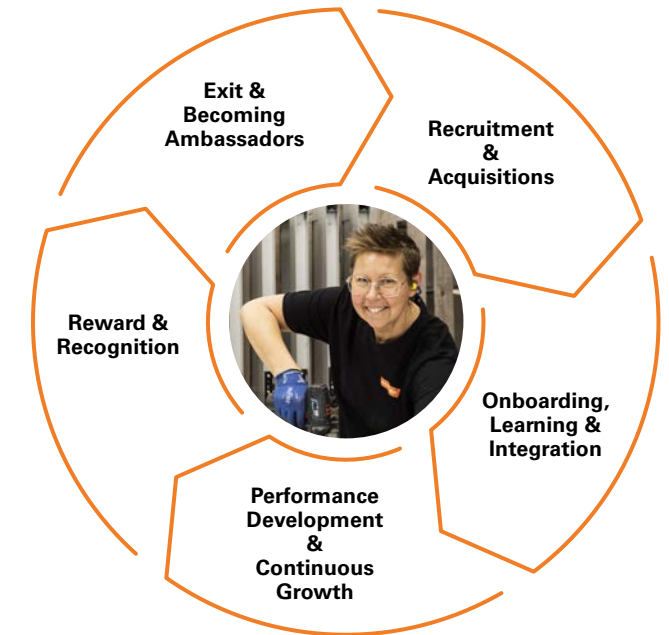 Exit &
Becoming
Ambassadors
Recruitment
&
Acquisitions
Onboarding,
Learning &
Integration
Performance
Development
&
Continuous
Growth
Reward &
Recognition